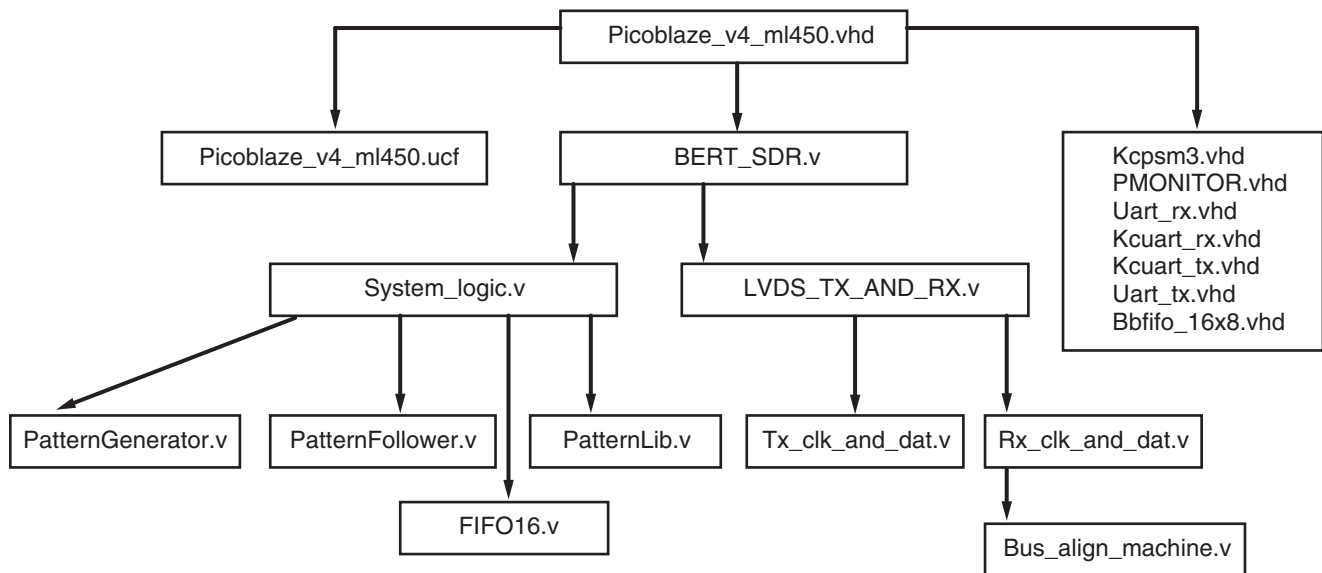 Picoblaze_v4_ml450.vhd
Picoblaze_v4_ml450.ucf
BERT_SDR.v
Kcpsm3.vhd
PMONITOR.vhd
Uart_rx.vhd
Kcuart_rx.vhd
Kcuart_tx.vhd
Uart_tx.vhd
Bbfifo_16x8.vhd
System_logic.v
LVDS_TX_AND_RX.v
PatternGenerator.v
PatternFollower.v
PatternLib.v
Tx_clk_and_dat.v
Rx_clk_and_dat.v
FIFO16.v
Bus_align_machine.v